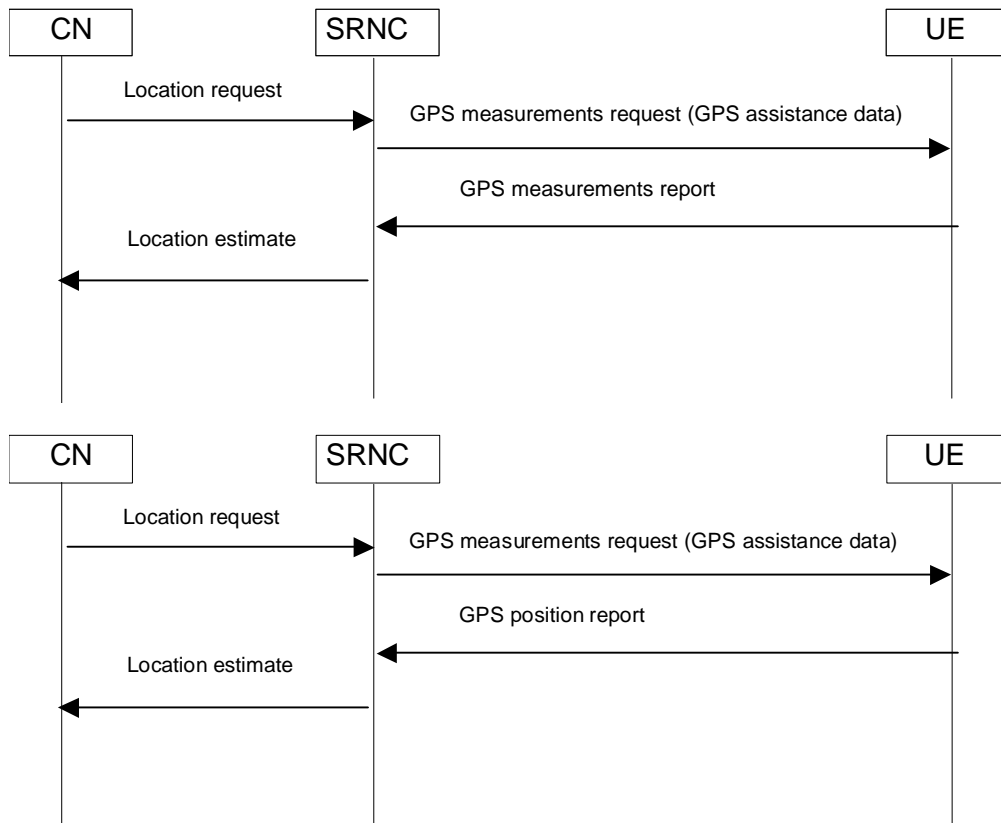 CN
SRNC
UE
Location request
GPS measurements request (GPS assistance data)
GPS measurements report
Location estimate
CN
SRNC
UE
Location request
GPS measurements request (GPS assistance data)
GPS position report
Location estimate